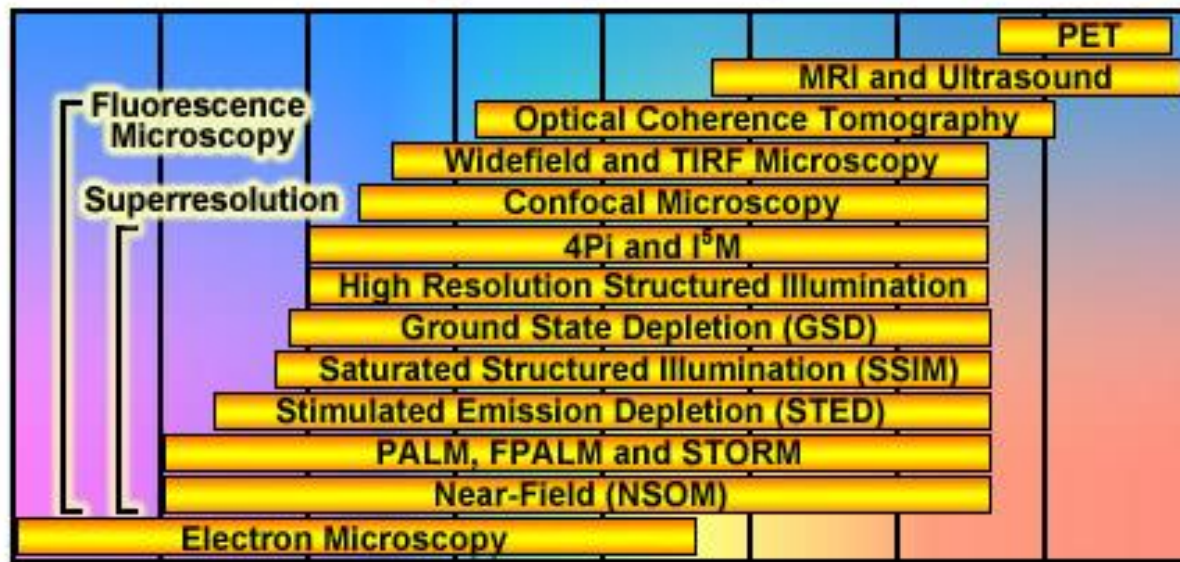 PET
MRI and Ultrasound
Fluorescence
Microscopy
Optical Coherence Tomography
Widefield and TIRF Microscopy
Superresolution
Confocal Microscopy
4Pi and I⁵M
High Resolution Structured Illumination
Ground State Depletion (GSD)
Saturated Structured Illumination (SSIM)
Stimulated Emission Depletion (STED)
PALM, FPALM and STORM
Near-Field (NSOM)
Electron Microscopy